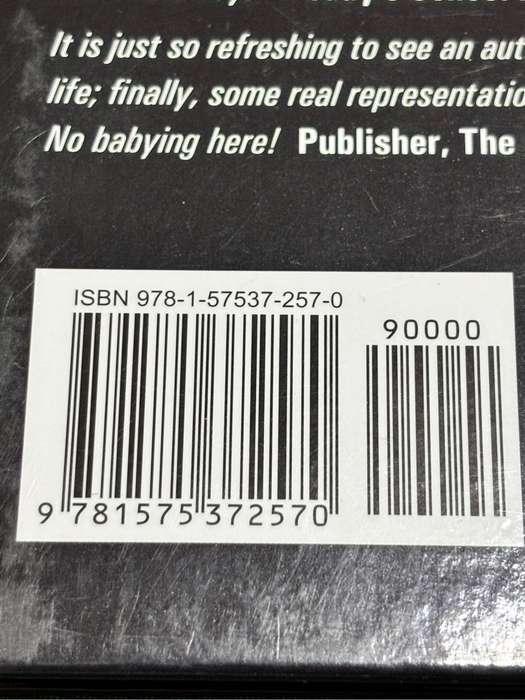 It is just so refreshing to see an
life; finally, some real
No babying here! Publisher, The
ISBN 978-1-57537-257-0
90000
9 781575 372570